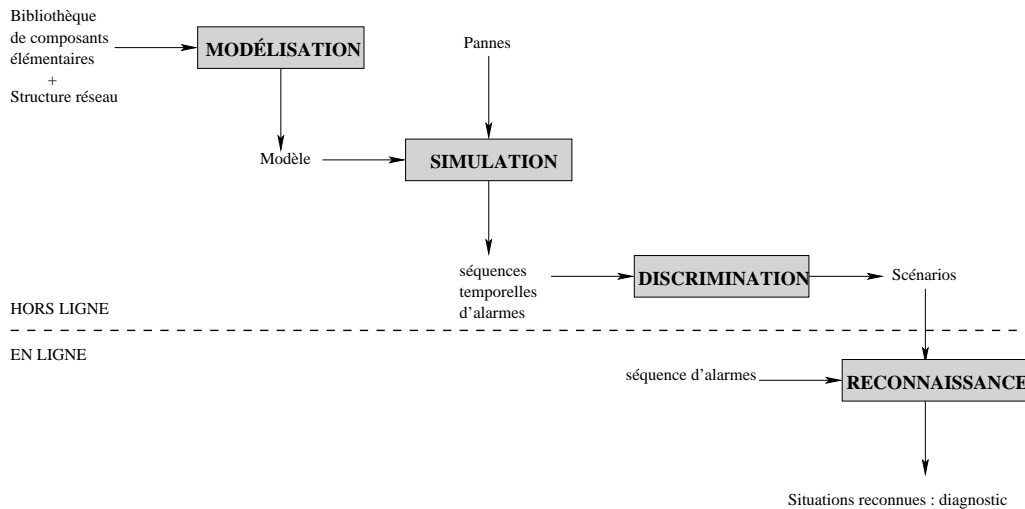 Bibliothèque
de composants
élémentaires
+
Structure réseau
MODÉLISATION
Pannes
Modèle
SIMULATION
séquences
temporelles
d'alarmes
DISCRIMINATION
Scénarios
HORS LIGNE
EN LIGNE
séquence d'alarmes
RECONNAISSANCE
Situations reconnues : diagnostic